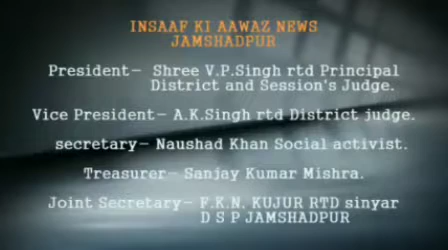 INSAAF KI AAWAZ NEWS
JAMSHADPUR
President- Shree V.P.Singh rtd Principal
District and Session's Judge.
Vice President- A.K.Singh rtd District judge.
secretary- Naushad Khan Social activist.
Treasurer- Sanjay Kumar Mishra.
Joint Secretary- F.K.N. KUJUR RTD sinyar
D S P JAMSHADPUR